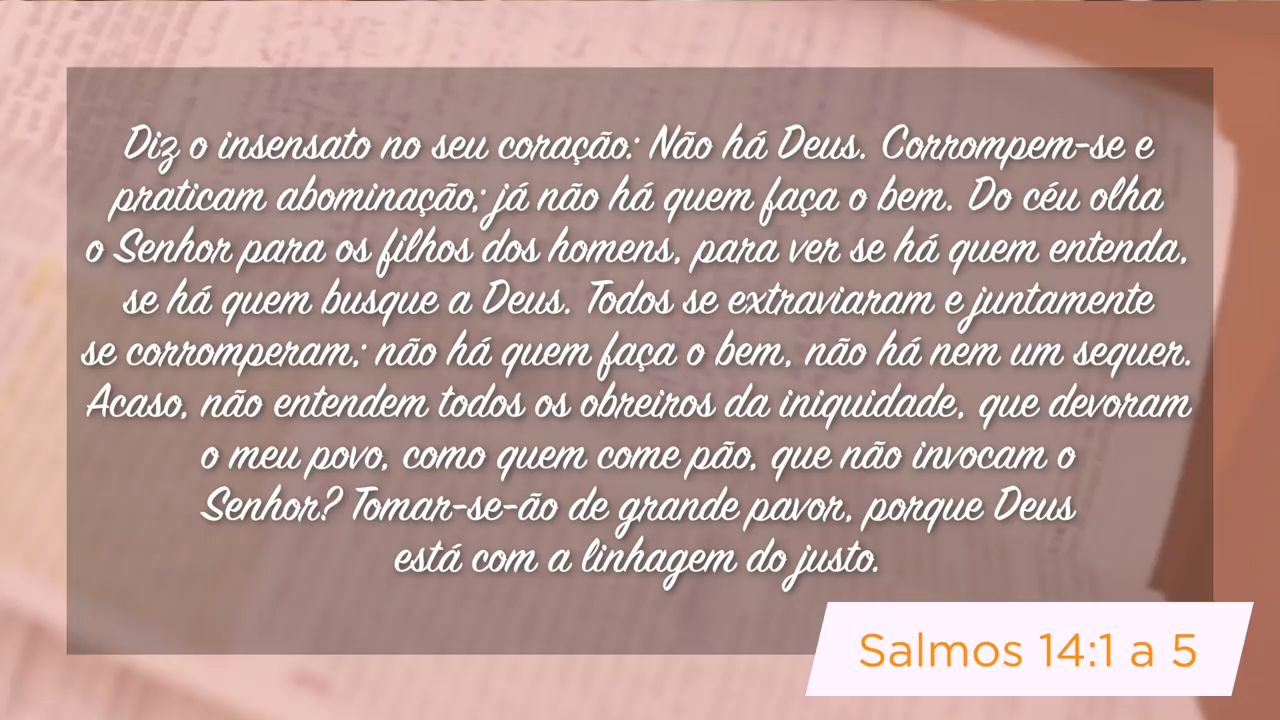 Diz o insensato no seu coração: Não há Deus. Corrompem-se e
praticam abominação; já não há quem faça o bem. Do céu olha
o Senhor para os filhos dos homens, para ver se há quem entenda,
se há quem busque a Deus. Todos se extraviaram e juntamente
se corromperam; não há quem faça o bem, não há nem um sequer.
Acaso, não entendem todos os obreiros da iniquidade, que devoram
o meu povo, como quem come pão, que não invocam o
Senhor? Tomar-se-ão de grande pavor, porque Deus
está com a linhagem do justo.
Salmos 14:1 a 5